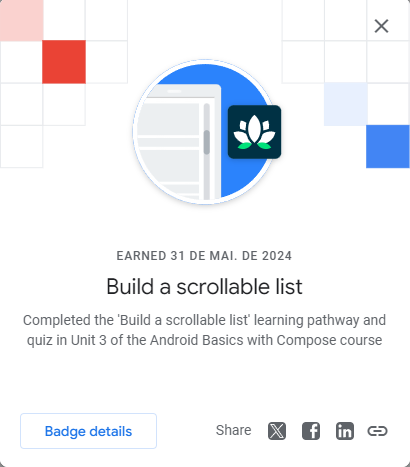 EARNED 31 DE MAI. DE 2024
Build a scrollable list
Completed the 'Build a scrollable list' learning pathway and
quiz in Unit 3 of the Android Basics with Compose course
Badge details
Share